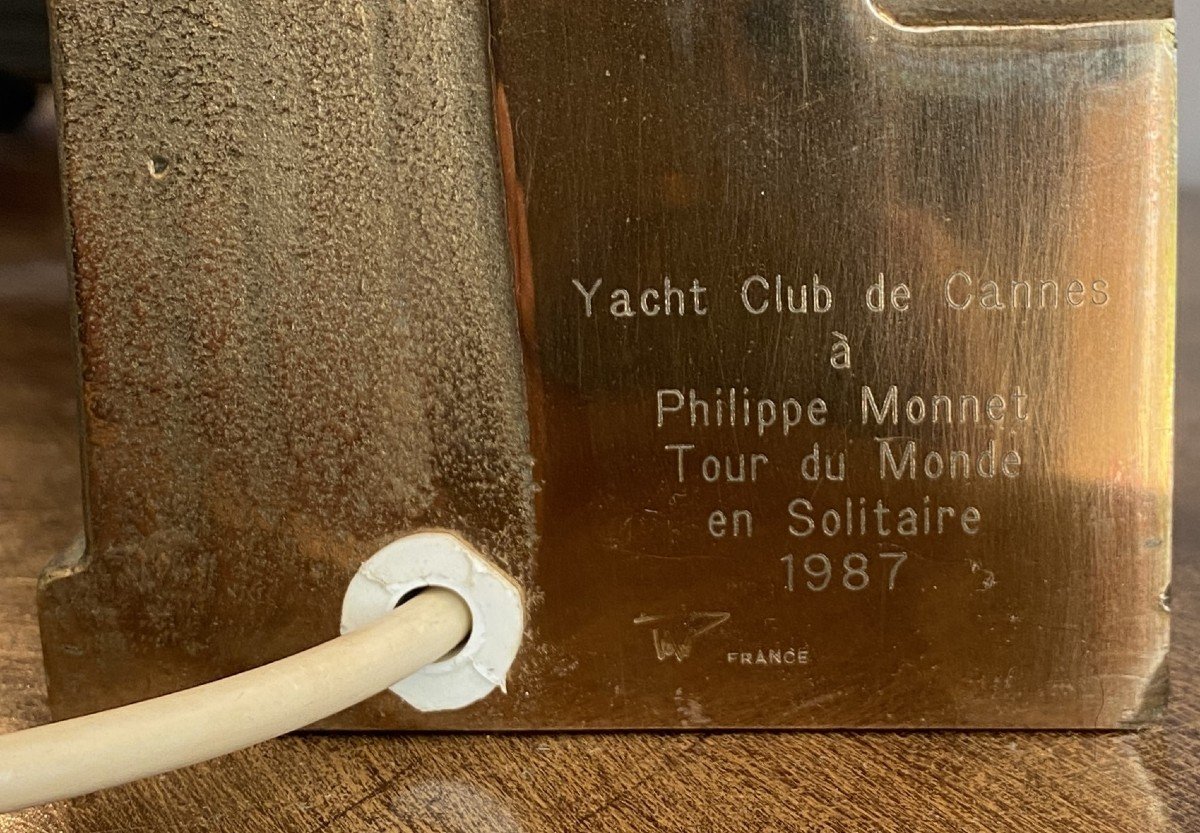 Yacht Club de Cannes
à
Philippe Monnet
Tour du Monde
en Solitaire
1987
FRANCE